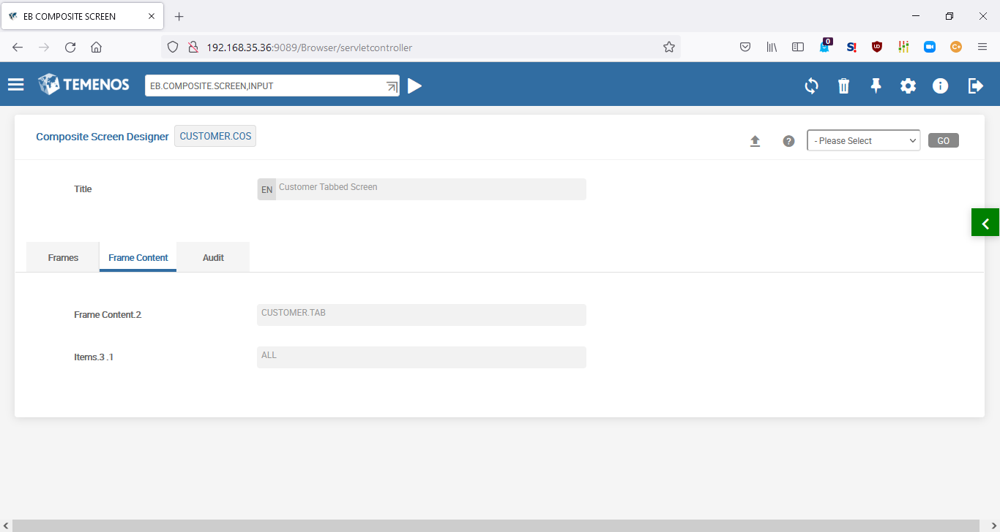 EB COMPOSITE SCREEN
192.168.35.36:9089/Browser/servletcontroller
0
S!
UD
C+
TEMENOS
EB.COMPOSITE.SCREEN,INPUT
Composite Screen Designer CUSTOMER.COS
- Please Select
GO
Title
EN Customer Tabbed Screen
Frames Frame Content Audit
Frame Content.2 CUSTOMER.TAB
Items.3 .1 ALL